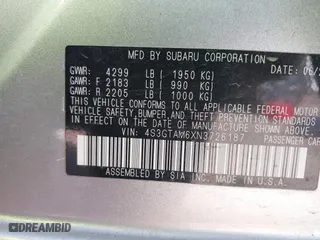 MFD BY SUBARU CORPORATION 06/
GVWR: 4299 LB ( 1950 KG)
GAWR: F. 2183 LB ( 990 KG)
GAWR: R. 2205 LB ( 1000 KG)
THIS VEHICLE CONFORMS TO ALL APPLICABLE FEDERAL MOTOR
VEHICLE SAFETY, BUMPER, AND THEFT PREVENTION STANDARDS
IN EFFECT ON THE DATE OF MANUFACTURE SHOWN ABOVE.
VIN: 4S3GTAM6XN3726187 PASSENGER CAR
ASSEMBLED BY SIA INC. MADE IN U.S.A.